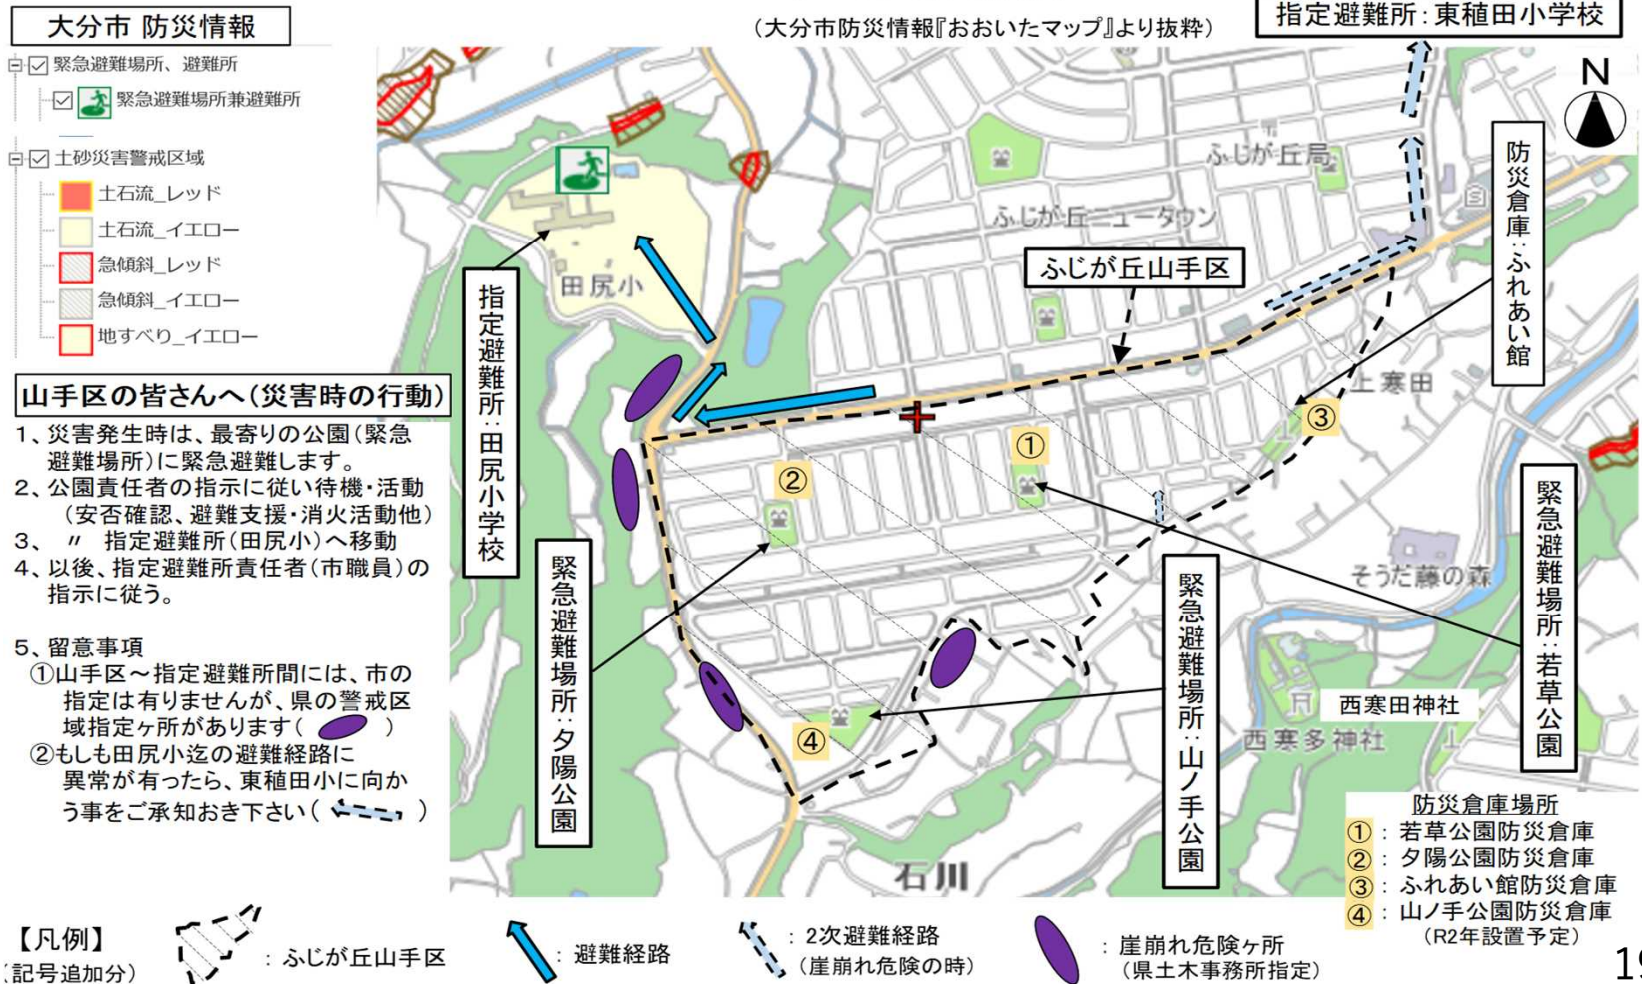 大分市 防災情報
(大分市防災情報『おおいたマップ』より抜粋)
指定避難所：東稙田小学校
緊急避難場所、避難所
緊急避難場所兼避難所
土砂災害警戒区域
土石流_レッド
土石流_イエロー
急傾斜_レッド
急傾斜_イエロー
地すべり_イエロー
山手区の皆さんへ(災害時の行動)
1、災害発生時は、最寄りの公園(緊急
避難場所)に緊急避難します。
2、公園責任者の指示に従い待機・活動
(安否確認、避難支援・消火活動他)
3、 〃 指定避難所(田尻小)へ移動
4、以後、指定避難所責任者(市職員)の
指示に従う。
5、留意事項
①山手区～指定避難所間には、市の
指定は有りませんが、県の警戒区
域指定ヶ所があります( )
②もしも田尻小迄の避難経路に
異常が有ったら、東稙田小に向か
う事をご承知おき下さい( )
N
ふじが丘局
ふじが丘ニュータウン
ふじが丘山手区
田尻小
上寒田
そうだ藤の森
西寒田神社
西寒多神社
石川
指定避難所：田尻小学校
緊急避難場所：夕陽公園
緊急避難場所：山ノ手公園
緊急避難場所：若草公園
防災倉庫：ふれあい館
①
②
③
④
防災倉庫場所
①：若草公園防災倉庫
②：夕陽公園防災倉庫
③：ふれあい館防災倉庫
④：山ノ手公園防災倉庫
(R2年設置予定)
【凡例】
(記号追加分)
：ふじが丘山手区
：避難経路
：2次避難経路
(崖崩れ危険の時)
：崖崩れ危険ヶ所
(県土木事務所指定)
19